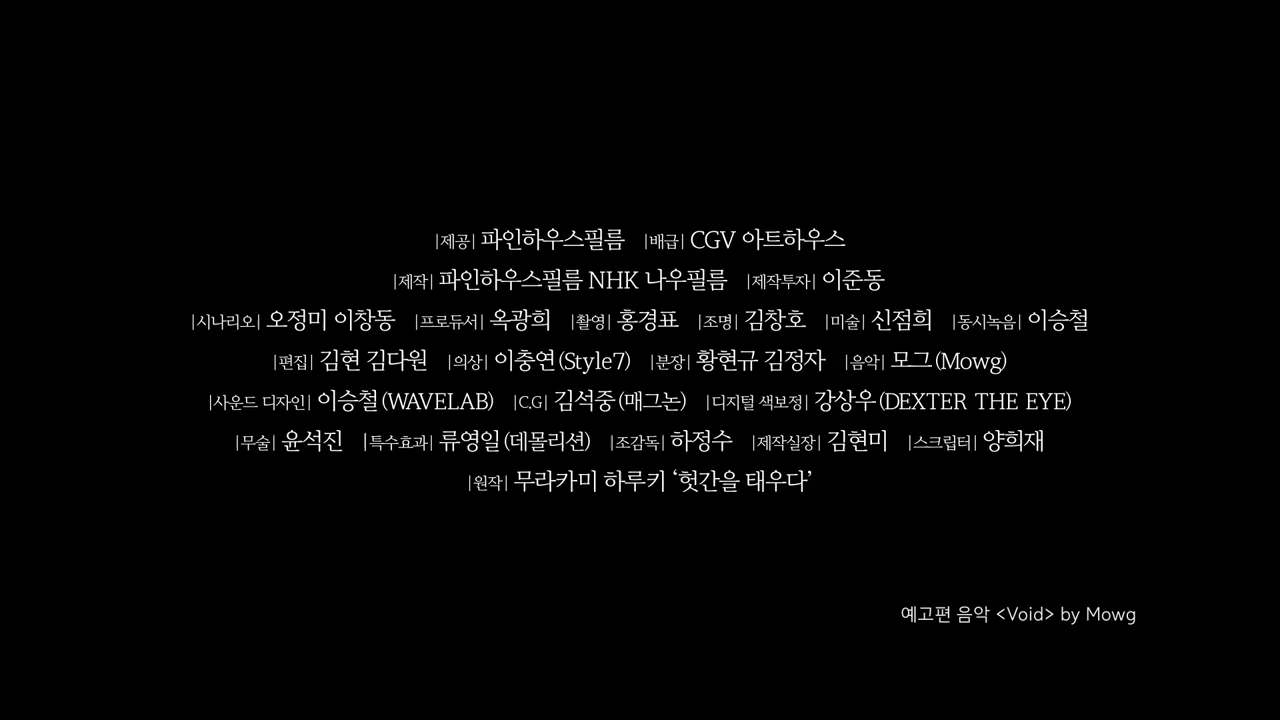 |제공| 파인하우스필름 |배급| CGV 아트하우스
|제작| 파인하우스필름 NHK 나우필름 |제작투자| 이준동
|시나리오| 오정미 이창동 |프로듀서| 옥광희 |촬영| 홍경표 |조명| 김창호 |미술| 신점희 |동시녹음| 이승철
|편집| 김현 김다원 |의상| 이충연(Style7) |분장| 황현규 김정자 |음악| 모그(Mowg)
|사운드 디자인| 이승철(WAVELAB) |C.G| 김석중(매그논) |디지털 색보정| 강상우(DEXTER THE EYE)
|무술| 윤석진 |특수효과| 류영일(데몰리션) |조감독| 하정수 |제작실장| 김현미 |스크립터| 양희재
|원작| 무라카미 하루키 ‘헛간을 태우다’
예고편 음악 <Void> by Mowg